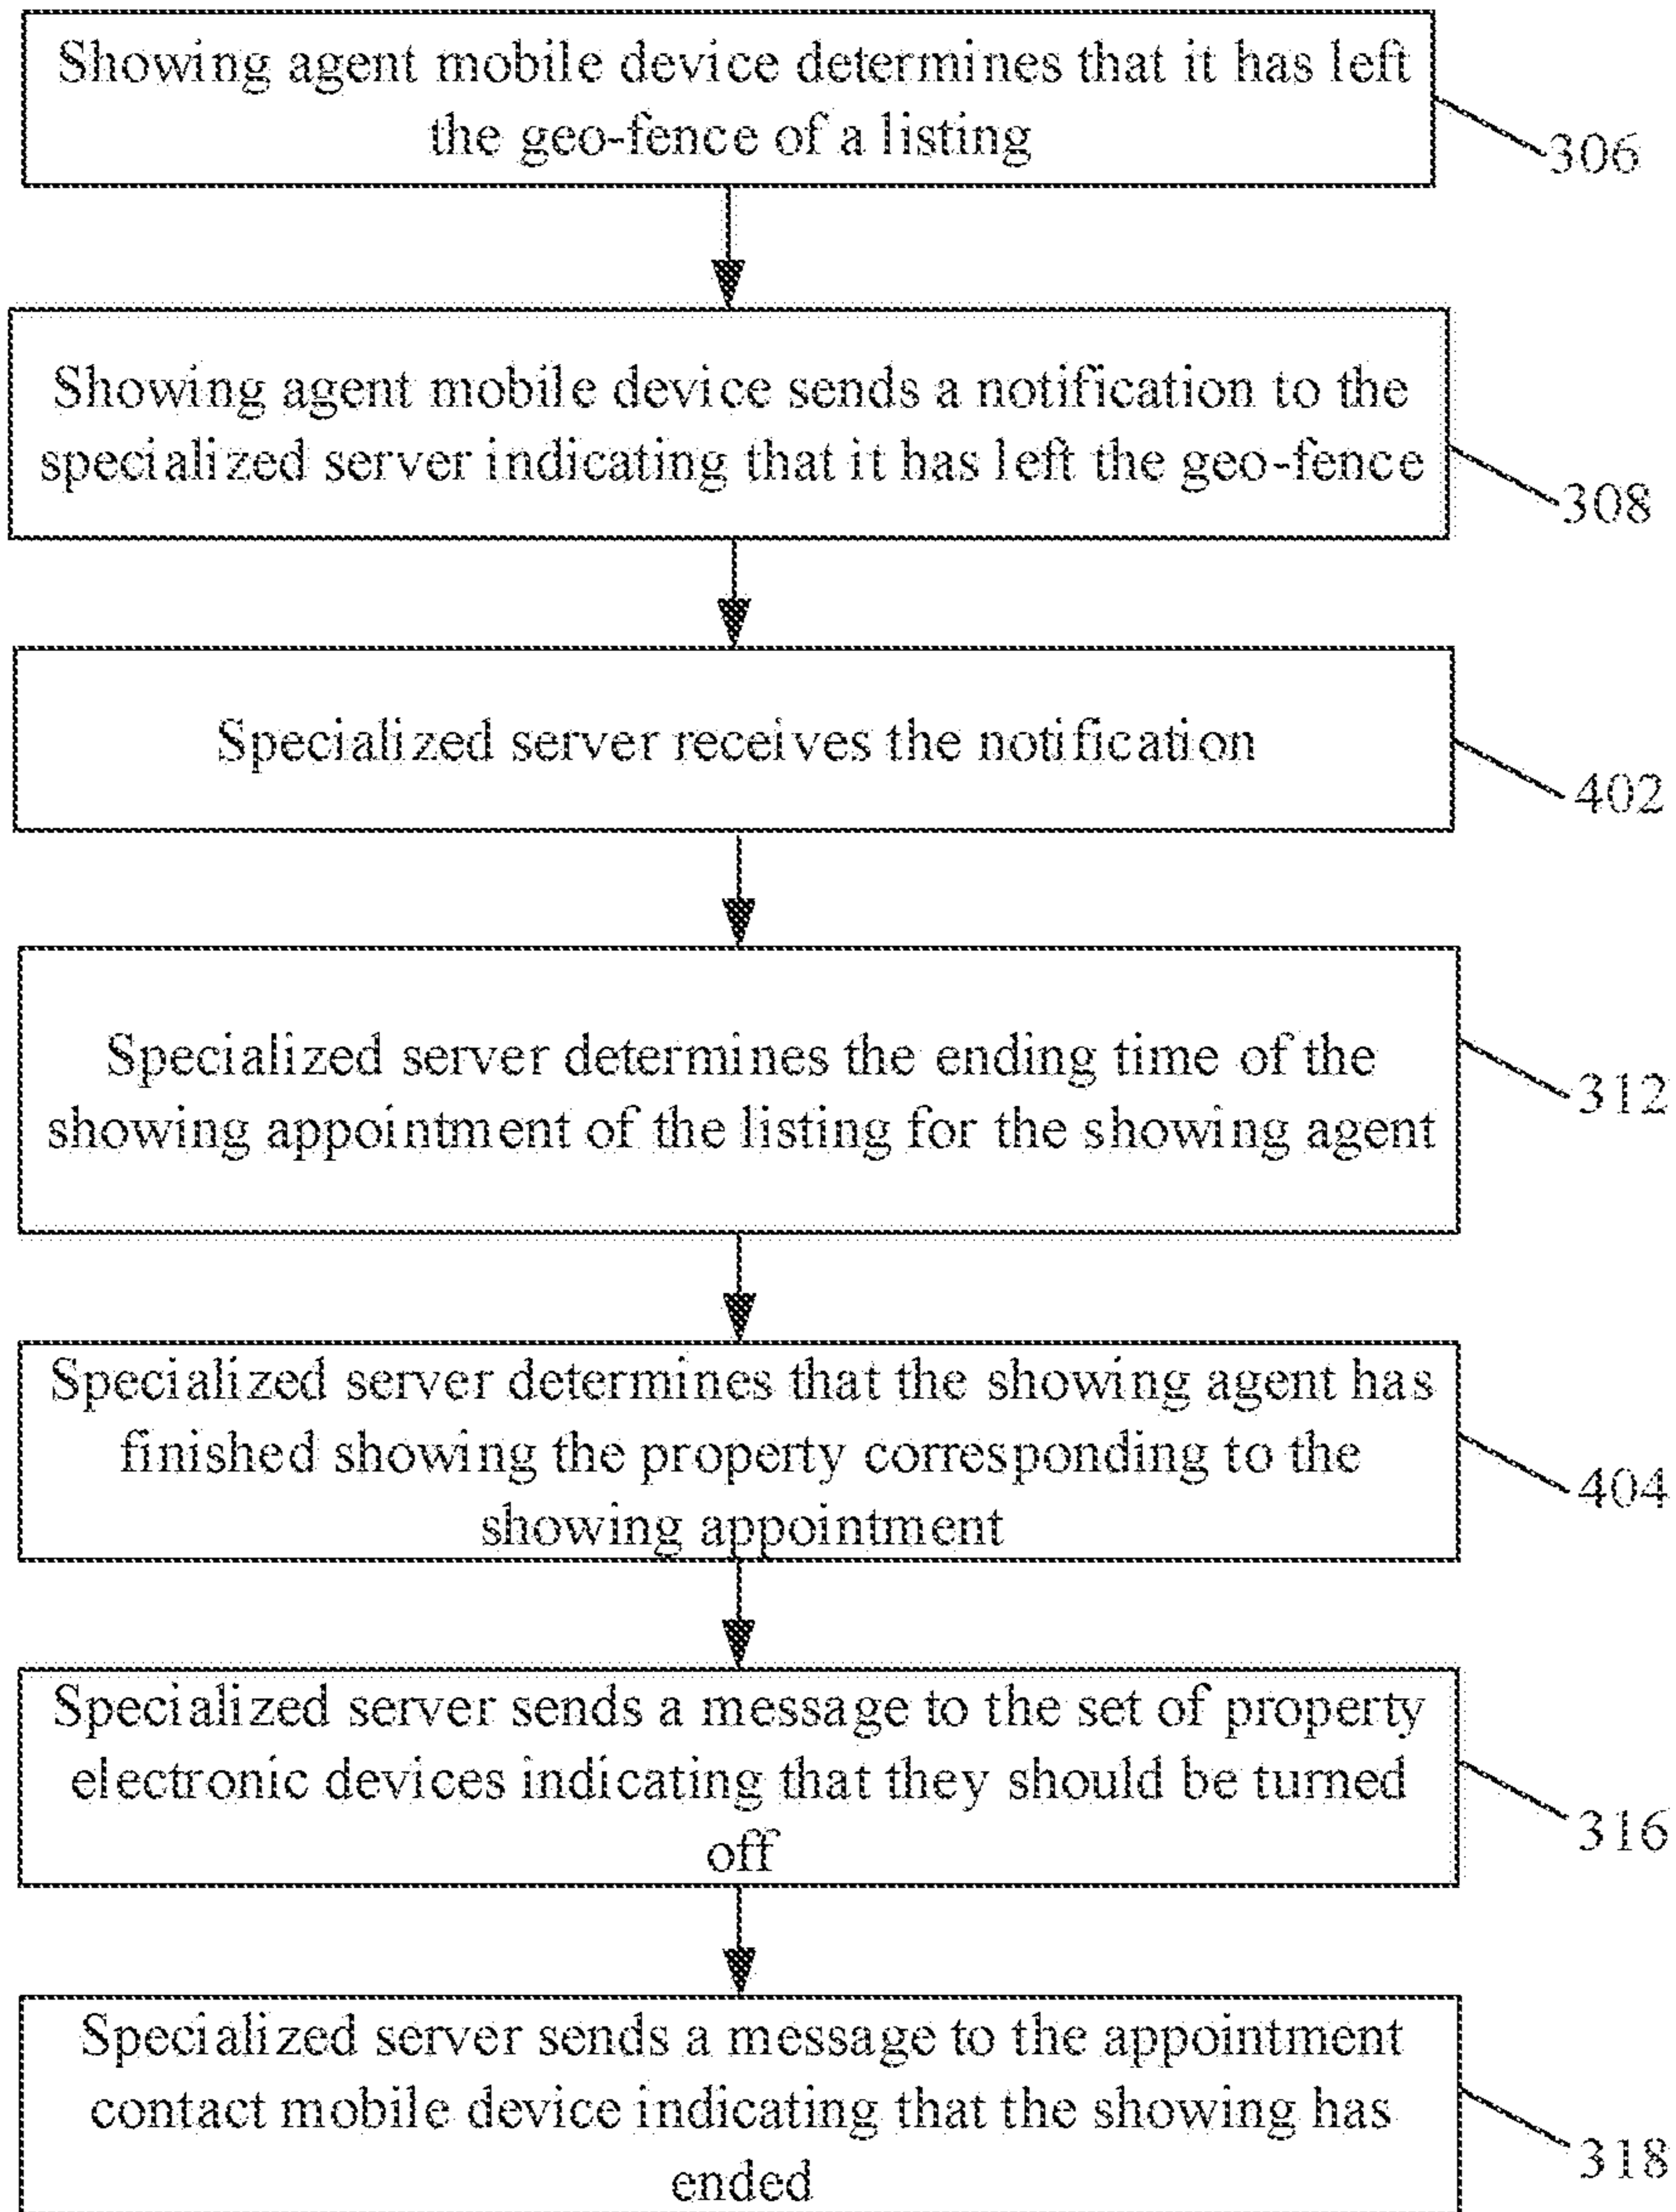 Showing agent mobile device determines that it has left
the geo-fence of a listing
306
Showing agent mobile device sends a notification to the
specialized server indicating that it has left the geo-fence
308
Specialized server receives the notification
402
Specialized server determines the ending time of the
showing appointment of the listing for the showing agent
312
Specialized server determines that the showing agent has
finished showing the property corresponding to the
showing appointment
404
Specialized server sends a message to the set of property
electronic devices indicating that they should be turned
off
316
Specialized server sends a message to the appointment
contact mobile device indicating that the showing has
ended
318